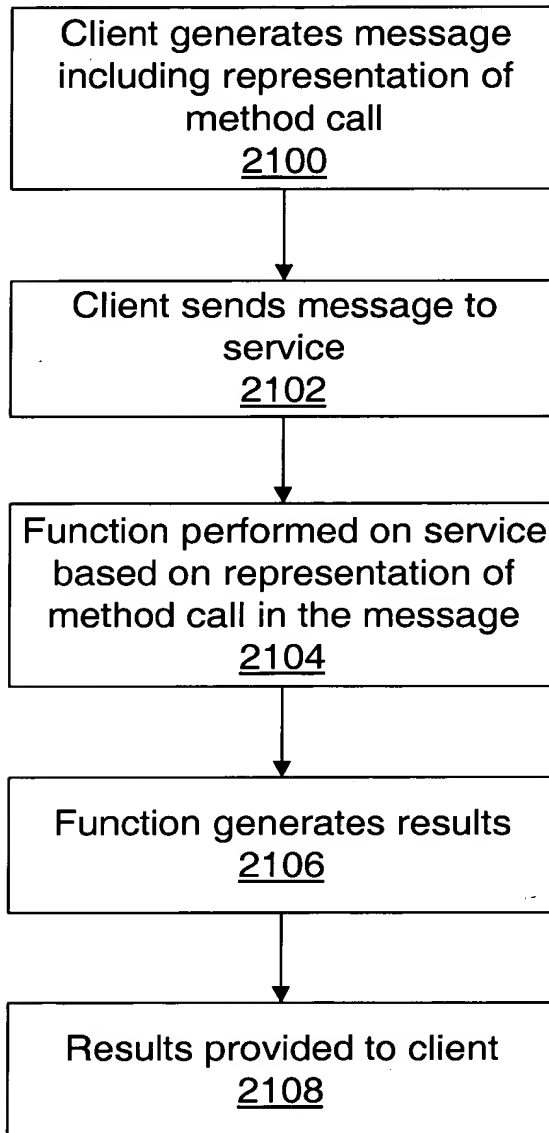 Client generates message
including representation of
method call
2100
Client sends message to
service
2102
Function performed on service
based on representation of
method call in the message
2104
Function generates results
2106
Results provided to client
2108